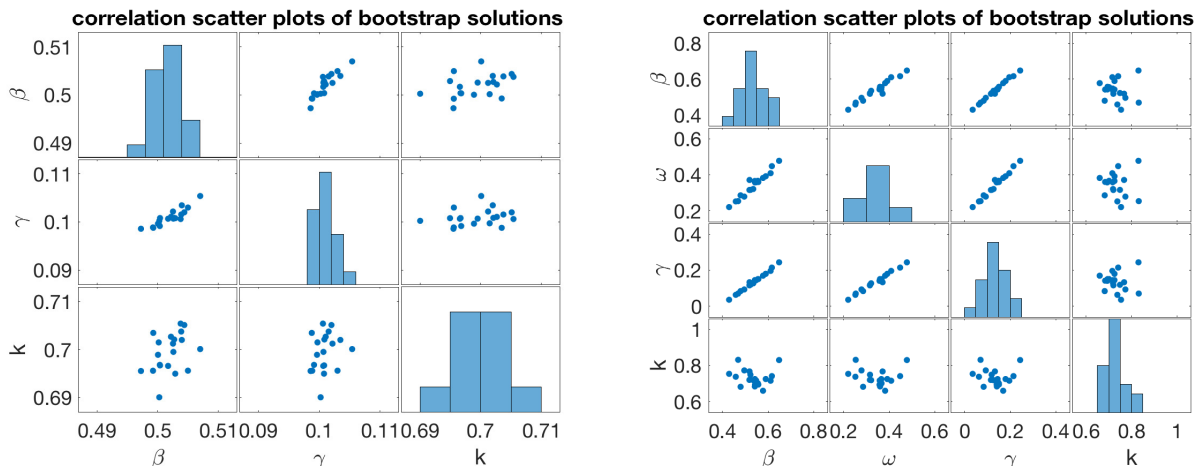 correlation scatter plots of bootstrap solutions
0.51
0.5
0.49
β
0.11
0.1
0.09
γ
0.71
0.7
0.69
k
0.49 0.5 0.51 0.09 0.1 0.11 0.69 0.7 0.71
β γ k
correlation scatter plots of bootstrap solutions
0.8
0.6
0.4
β
0.6
0.4
0.2
ω
0.4
0.2
0
γ
1
0.8
0.6
k
0.4 0.6 0.8 0.2 0.4 0.6 0 0.2 0.4 0.6 0.8 1
β ω γ k